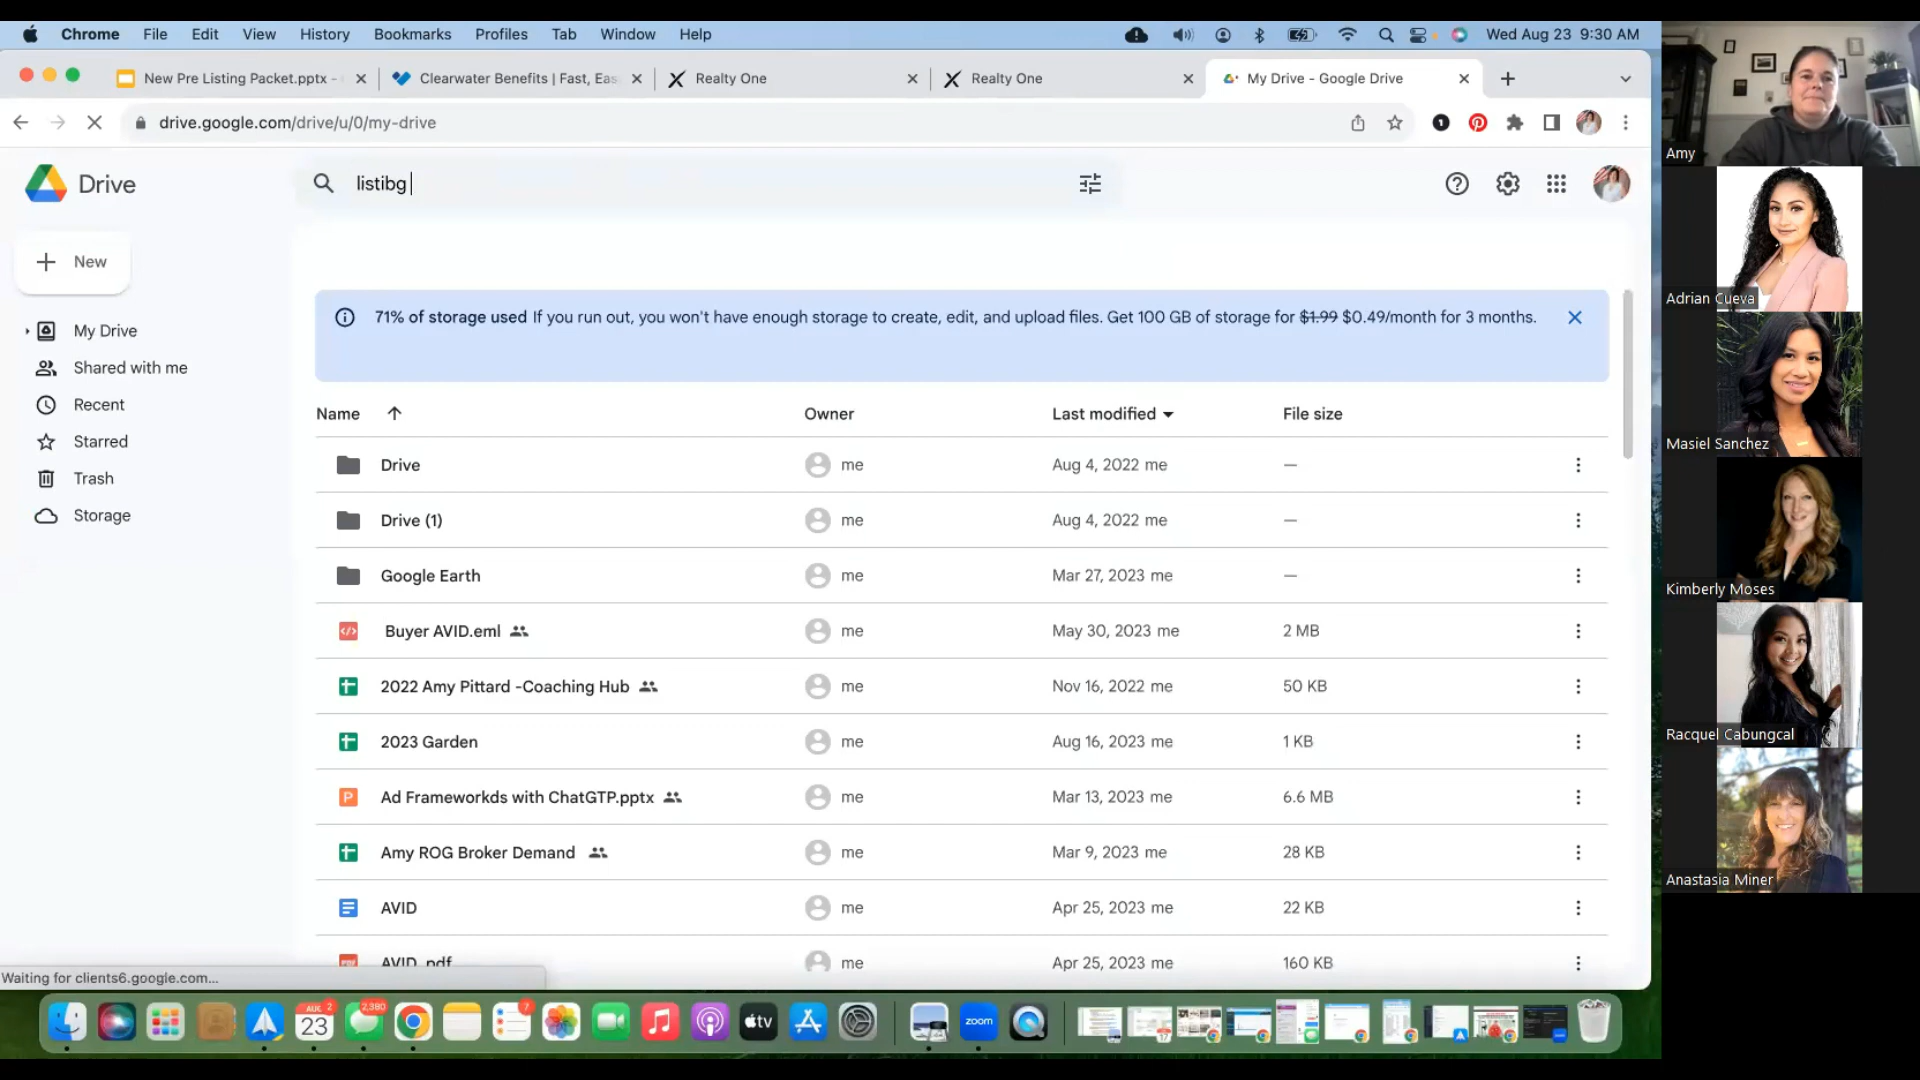 Chrome File Edit View History Bookmarks Profiles Tab Window Help Wed Aug 23 9:30 AM
New Pre Listing Packet.pptx - Clearwater Benefits | Fast, Eas Realty One Realty One My Drive - Google Drive
drive.google.com/drive/u/0/my-drive
Drive
listibg
New
My Drive
Shared with me
Recent
Starred
Trash
Storage
71% of storage used If you run out, you won't have enough storage to create, edit, and upload files. Get 100 GB of storage for $1.99 $0.49/month for 3 months.
Name Owner Last modified File size
Drive me Aug 4, 2022 me —
Drive (1) me Aug 4, 2022 me —
Google Earth me Mar 27, 2023 me —
Buyer AVID.eml me May 30, 2023 me 2 MB
2022 Amy Pittard -Coaching Hub me Nov 16, 2022 me 50 KB
2023 Garden me Aug 16, 2023 me 1 KB
Ad Frameworkds with ChatGTP.pptx me Mar 13, 2023 me 6.6 MB
Amy ROG Broker Demand me Mar 9, 2023 me 28 KB
AVID me Apr 25, 2023 me 22 KB
AVID .pdf me Apr 25, 2023 me 160 KB
Waiting for clients6.google.com...
AUG 2
23
2,380
7
tv
zoom
Amy
Adrian Cueva
Masiel Sanchez
Kimberly Moses
Racquel Cabungcal
Anastasia Miner